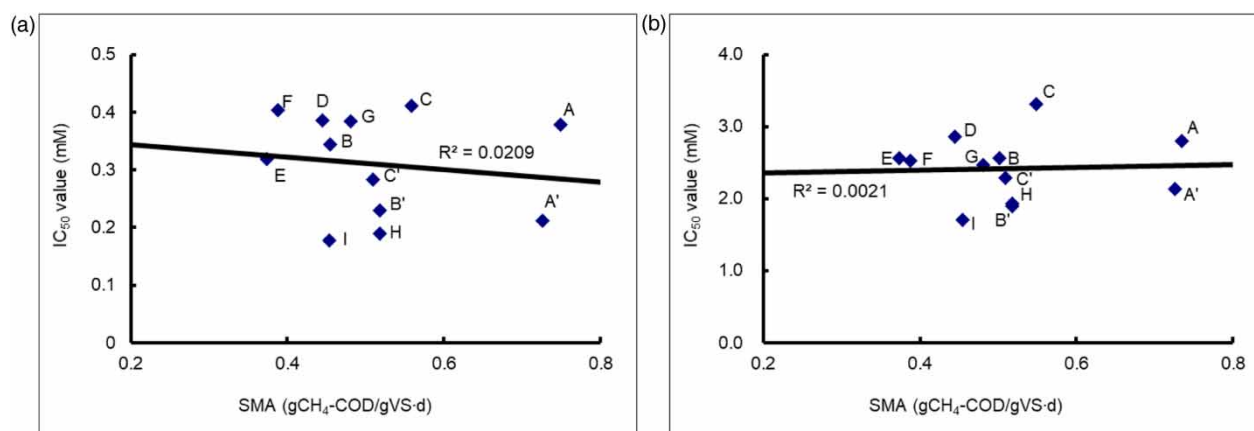 (a)
IC₅₀ value (mM)
0.5
0.4
0.3
0.2
0.1
0
F
D
G
C
A
B
E
R² = 0.0209
C'
B'
A'
I
H
0.2
0.4
0.6
0.8
SMA (gCH₄-COD/gVS·d)
(b)
IC₅₀ value (mM)
4.0
3.0
2.0
1.0
0.0
C
D
A
E
F
G
B
R² = 0.0021
C'
H
A'
I
B'
0.2
0.4
0.6
0.8
SMA (gCH₄-COD/gVS·d)